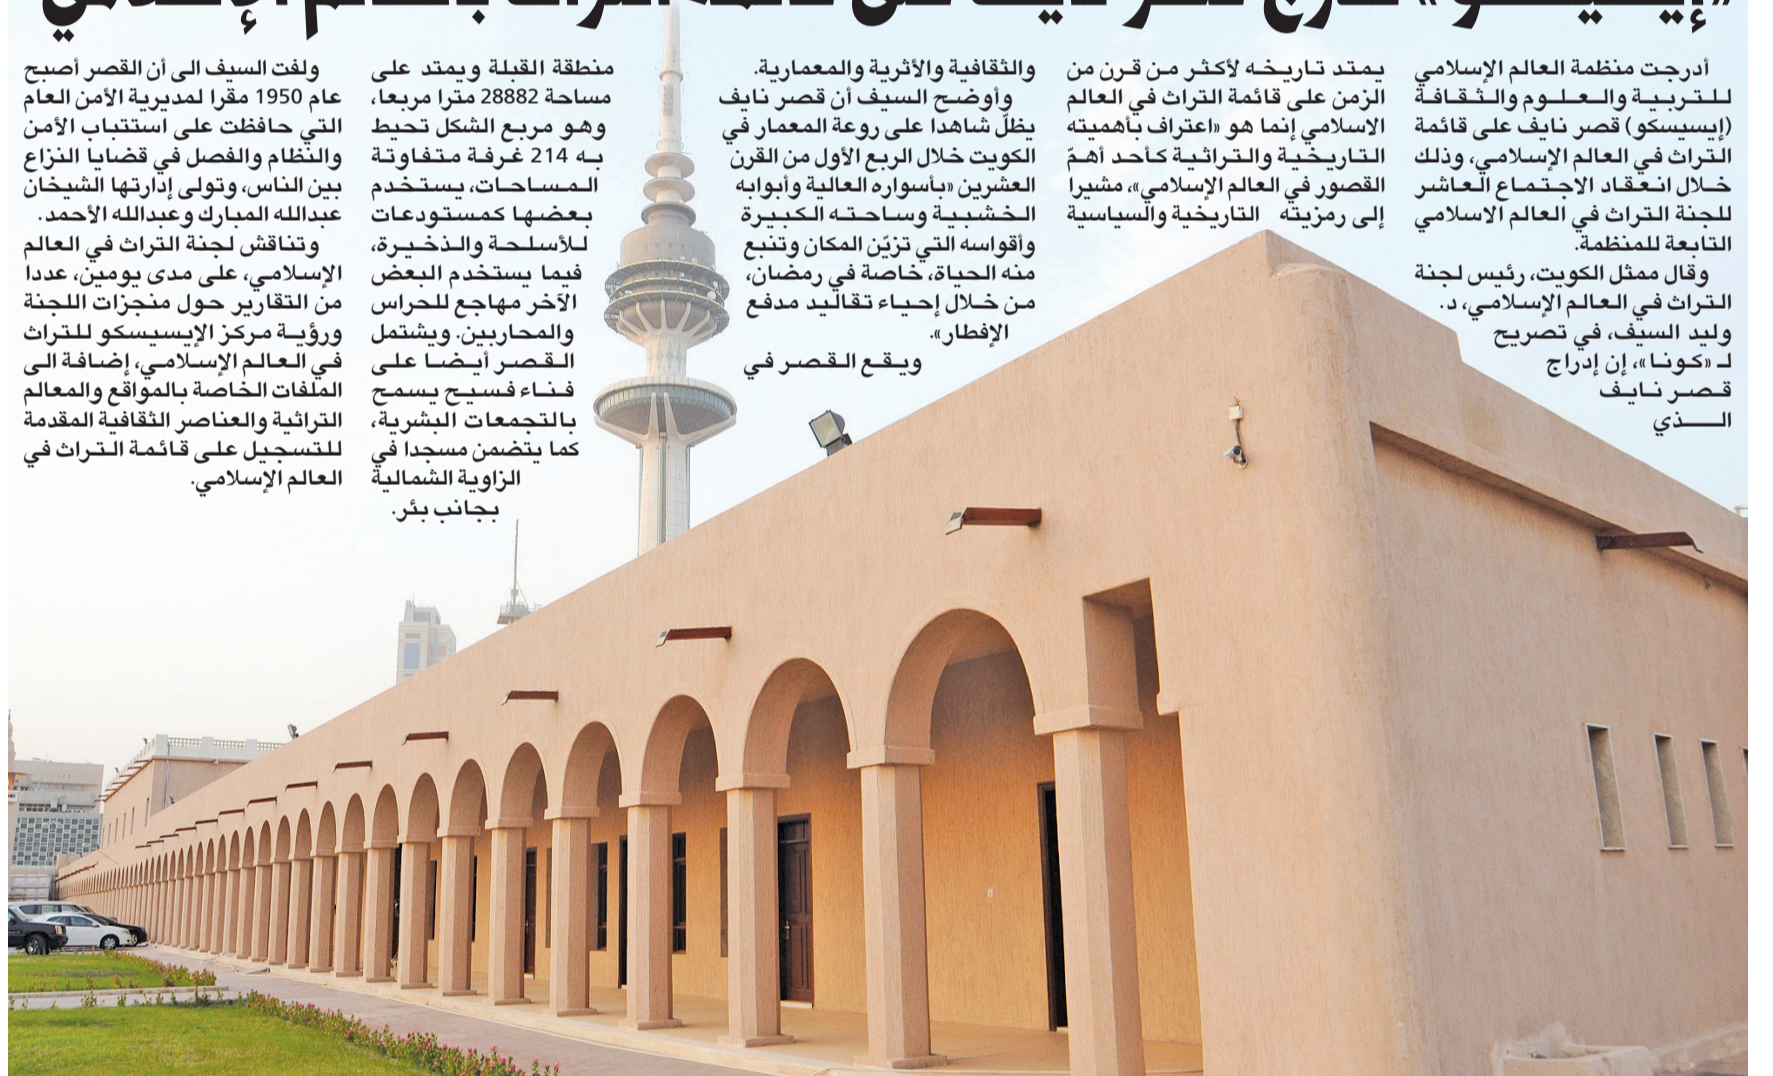 «إيسيسكو» تدرج قصر نايف على قائمة التراث بالعالم الإسلامي
أدرجت منظمة العالم الإسلامي
للتربية والعلوم والثقافة
(إيسيسكو) قصر نايف على قائمة
التراث في العالم الإسلامي، وذلك
خلال انعقاد الاجتماع العاشر
للجنة التراث في العالم الاسلامي
التابعة للمنظمة.
وقال ممثل الكويت، رئيس لجنة
التراث في العالم الإسلامي، د.
وليد السيف، في تصريح
لـ «كونا»، إن إدراج
قصر نايف
الذي
يمتد تاريخه لأكثر من قرن من
الزمن على قائمة التراث في العالم
الاسلامي إنما هو «اعتراف بأهميته
التاريخية والتراثية كأحد أهمّ
القصور في العالم الإسلامي»، مشيرا
إلى رمزيته التاريخية والسياسية
والثقافية والأثرية والمعمارية.
وأوضح السيف أن قصر نايف
يظلّ شاهدا على روعة المعمار في
الكويت خلال الربع الأول من القرن
العشرين «بأسواره العالية وأبوابه
الخشبية وساحته الكبيرة
وأقواسه التي تزيّن المكان وتنبع
منه الحياة، خاصة في رمضان،
من خلال إحياء تقاليد مدفع
الإفطار».
ويقع القصر في
منطقة القبلة ويمتد على
مساحة 28882 مترا مربعا،
وهو مربع الشكل تحيط
به 214 غرفة متفاوتة
المساحات، يستخدم
بعضها كمستودعات
للأسلحة والذخيرة،
فيما يستخدم البعض
الآخر مهاجع للحراس
والمحاربين. ويشتمل
القصر أيضا على
فناء فسيح يسمح
بالتجمعات البشرية،
كما يتضمن مسجدا في
الزاوية الشمالية
بجانب بئر.
ولفت السيف الى أن القصر أصبح
عام 1950 مقرا لمديرية الأمن العام
التي حافظت على استتباب الأمن
والنظام والفصل في قضايا النزاع
بين الناس، وتولى إدارتها الشيخان
عبدالله المبارك وعبدالله الأحمد.
وتناقش لجنة التراث في العالم
الإسلامي، على مدى يومين، عددا
من التقارير حول منجزات اللجنة
ورؤية مركز الإيسيسكو للتراث
في العالم الإسلامي، إضافة الى
الملفات الخاصة بالمواقع والمعالم
التراثية والعناصر الثقافية المقدمة
للتسجيل على قائمة التراث في
العالم الإسلامي.